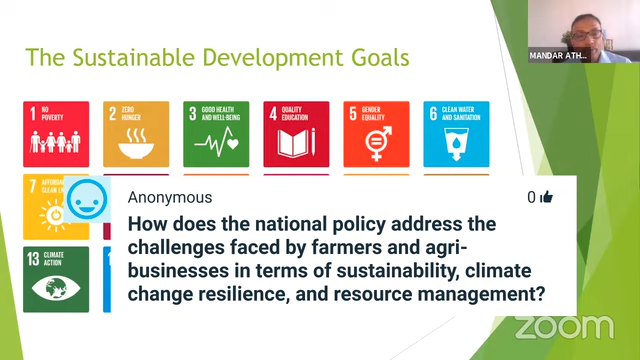 The Sustainable Development Goals
MANDAR ATH...
1 NO
POVERTY
2 ZERO
HUNGER
3 GOOD HEALTH
AND WELL-BEING
4 QUALITY
EDUCATION
5 GENDER
EQUALITY
6 CLEAN WATER
AND SANITATION
7
CLEAN
Anonymous
0
How does the national policy address the
challenges faced by farmers and agri-
businesses in terms of sustainability, climate
change resilience, and resource management?
13 CLIMATE
ACTION
zoom